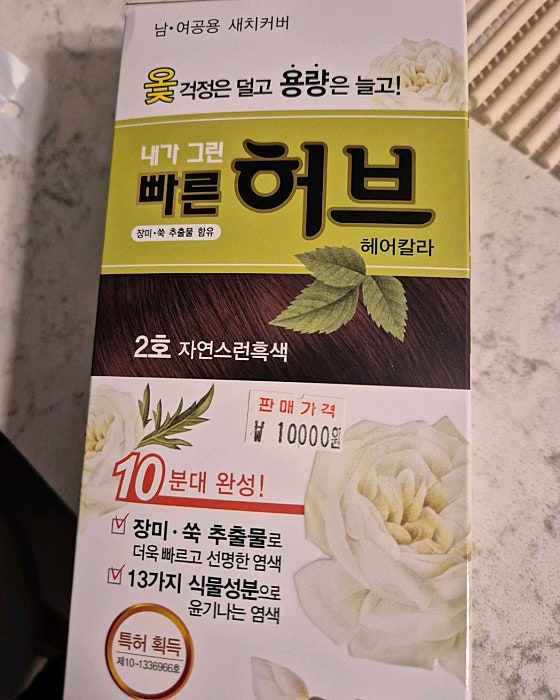 남·여공용 새치커버
옻 걱정은 덜고 용량은 늘고!
내가 그린
빠른 허브
장미·쑥 추출물 함유
헤어칼라
2호 자연스런흑색
판매가격
₩ 10000원
10분대 완성!
장미·쑥 추출물로
더욱 빠르고 선명한 염색
13가지 식물성분으로
윤기나는 염색
특허 획득
제10-1336966호